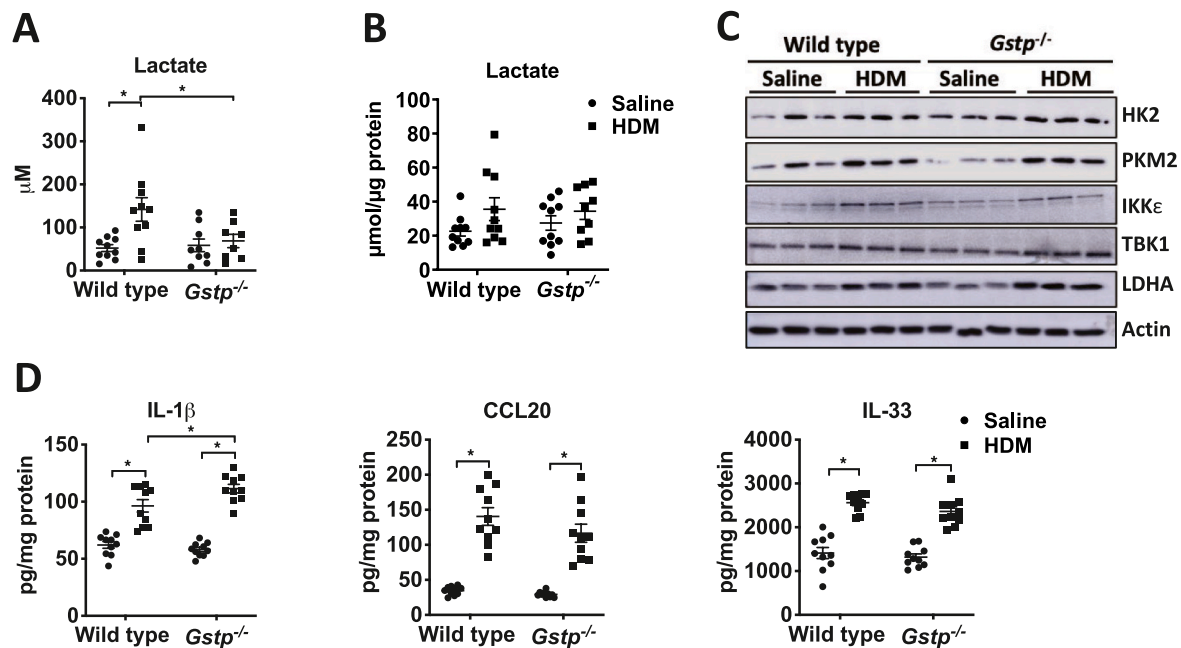 A
Lactate
*
*
400
300
200
100
0
μM
Wild type
Gstp-/-
B
Lactate
Saline
HDM
100
80
60
40
20
0
μmol/μg protein
Wild type
Gstp-/-
C
Wild type
Gstp-/-
Saline
HDM
Saline
HDM
HK2
PKM2
IKKε
TBK1
LDHA
Actin
D
IL-1β
*
*
*
150
100
50
0
pg/mg protein
Wild type
Gstp-/-
CCL20
*
*
250
200
150
100
50
0
pg/mg protein
Wild type
Gstp-/-
IL-33
Saline
HDM
*
*
4000
3000
2000
1000
0
pg/mg protein
Wild type
Gstp-/-